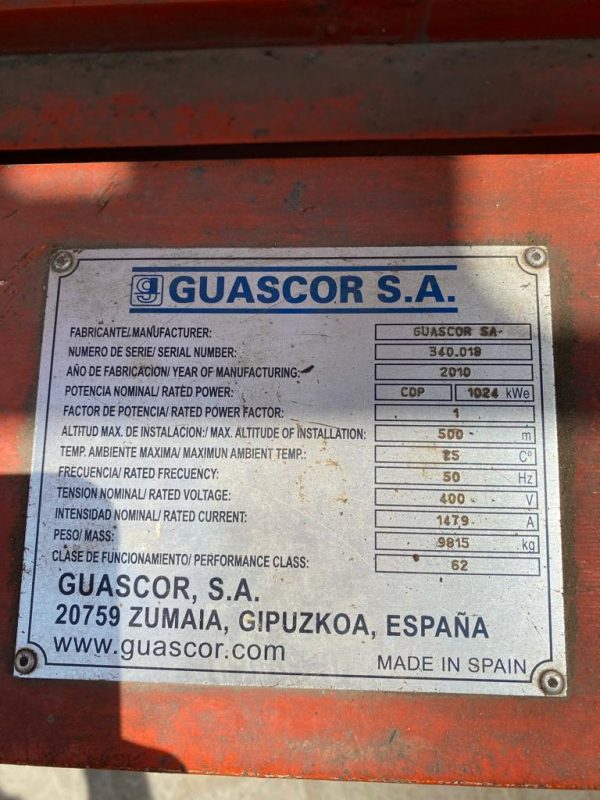 g GUASCOR S.A.
FABRICANTE/MANUFACTURER: GUASCOR SA
NUMERO DE SERIE/ SERIAL NUMBER: 340.018
AÑO DE FABRICACION/ YEAR OF MANUFACTURING: 2010
POTENCIA NOMINAL/ RATED POWER: COP 1024 kWe
FACTOR DE POTENCIA/ RATED POWER FACTOR: 1
ALTITUD MAX. DE INSTALACION:/ MAX. ALTITUDE OF INSTALLATION: 500 m
TEMP. AMBIENTE MAXIMA/ MAXIMUN AMBIENT TEMP.: 25 Cº
FRECUENCIA/ RATED FRECUENCY: 50 Hz
TENSION NOMINAL/ RATED VOLTAGE: 400 V
INTENSIDAD NOMINAL/ RATED CURRENT: 1479 A
PESO/ MASS: 9815 kg
CLASE DE FUNCIONAMIENTO/ PERFORMANCE CLASS: 62
GUASCOR, S.A.
20759 ZUMAIA, GIPUZKOA, ESPAÑA
www.guascor.com
MADE IN SPAIN